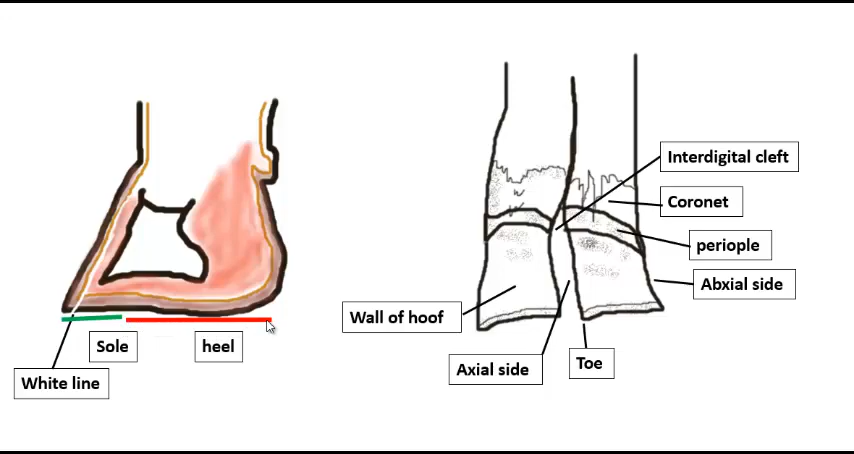 Interdigital cleft
Coronet
periople
Abxial side
Wall of hoof
Sole
heel
Axial side
Toe
White line